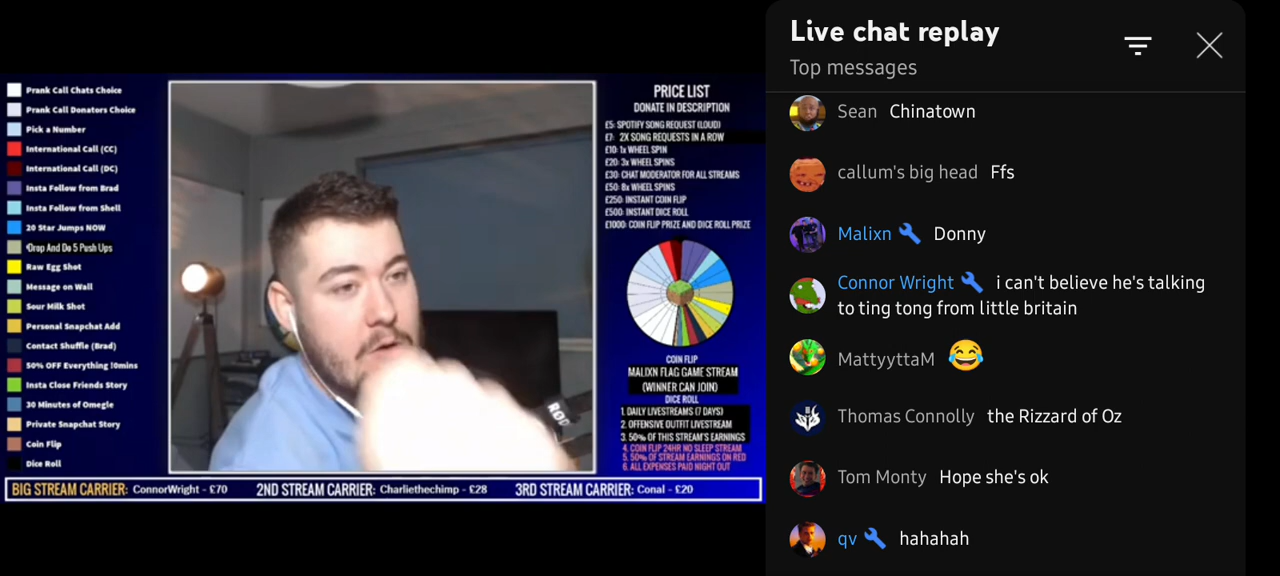 Prank Call Chats Choice
Prank Call Donators Choice
Pick a Number
International Call (CC)
International Call (DC)
Insta Follow from Brad
Insta Follow from Shell
20 Star Jumps NOW
Drop And Do 5 Push Ups
Raw Egg Shot
Message on Wall
Sour Milk Shot
Personal Snapchat Add
Contact Shuffle (Brad)
50% OFF Everything 10mins
Insta Close Friends Story
30 Minutes of Omegle
Private Snapchat Story
Coin Flip
Dice Roll
ROD
PRICE LIST
DONATE IN DESCRIPTION
£5: SPOTIFY SONG REQUEST (LOUD)
£7: 2X SONG REQUESTS IN A ROW
£10: 1x WHEEL SPIN
£20: 3x WHEEL SPINS
£30: CHAT MODERATOR FOR ALL STREAMS
£50: 8x WHEEL SPINS
£250: INSTANT COIN FLIP
£500: INSTANT DICE ROLL
£1000: COIN FLIP PRIZE AND DICE ROLL PRIZE
COIN FLIP
MALIXN FLAG GAME STREAM
(WINNER CAN JOIN)
DICE ROLL
1. DAILY LIVESTREAMS (7 DAYS)
2. OFFENSIVE OUTFIT LIVESTREAM
3. 50% OF THIS STREAM'S EARNINGS
4. COIN FLIP 24HR NO SLEEP STREAM
5. 50% OF STREAM EARNINGS ON RED
6. ALL EXPENSES PAID NIGHT OUT
BIG STREAM CARRIER: ConnorWright - £70 2ND STREAM CARRIER: Charliethechimp - £28 3RD STREAM CARRIER: Conal - £20
Live chat replay
Top messages
Sean Chinatown
callum's big head Ffs
Malixn Donny
Connor Wright i can't believe he's talking
to ting tong from little britain
MattyyttaM 😂
Thomas Connolly the Rizzard of Oz
Tom Monty Hope she's ok
qv hahahah